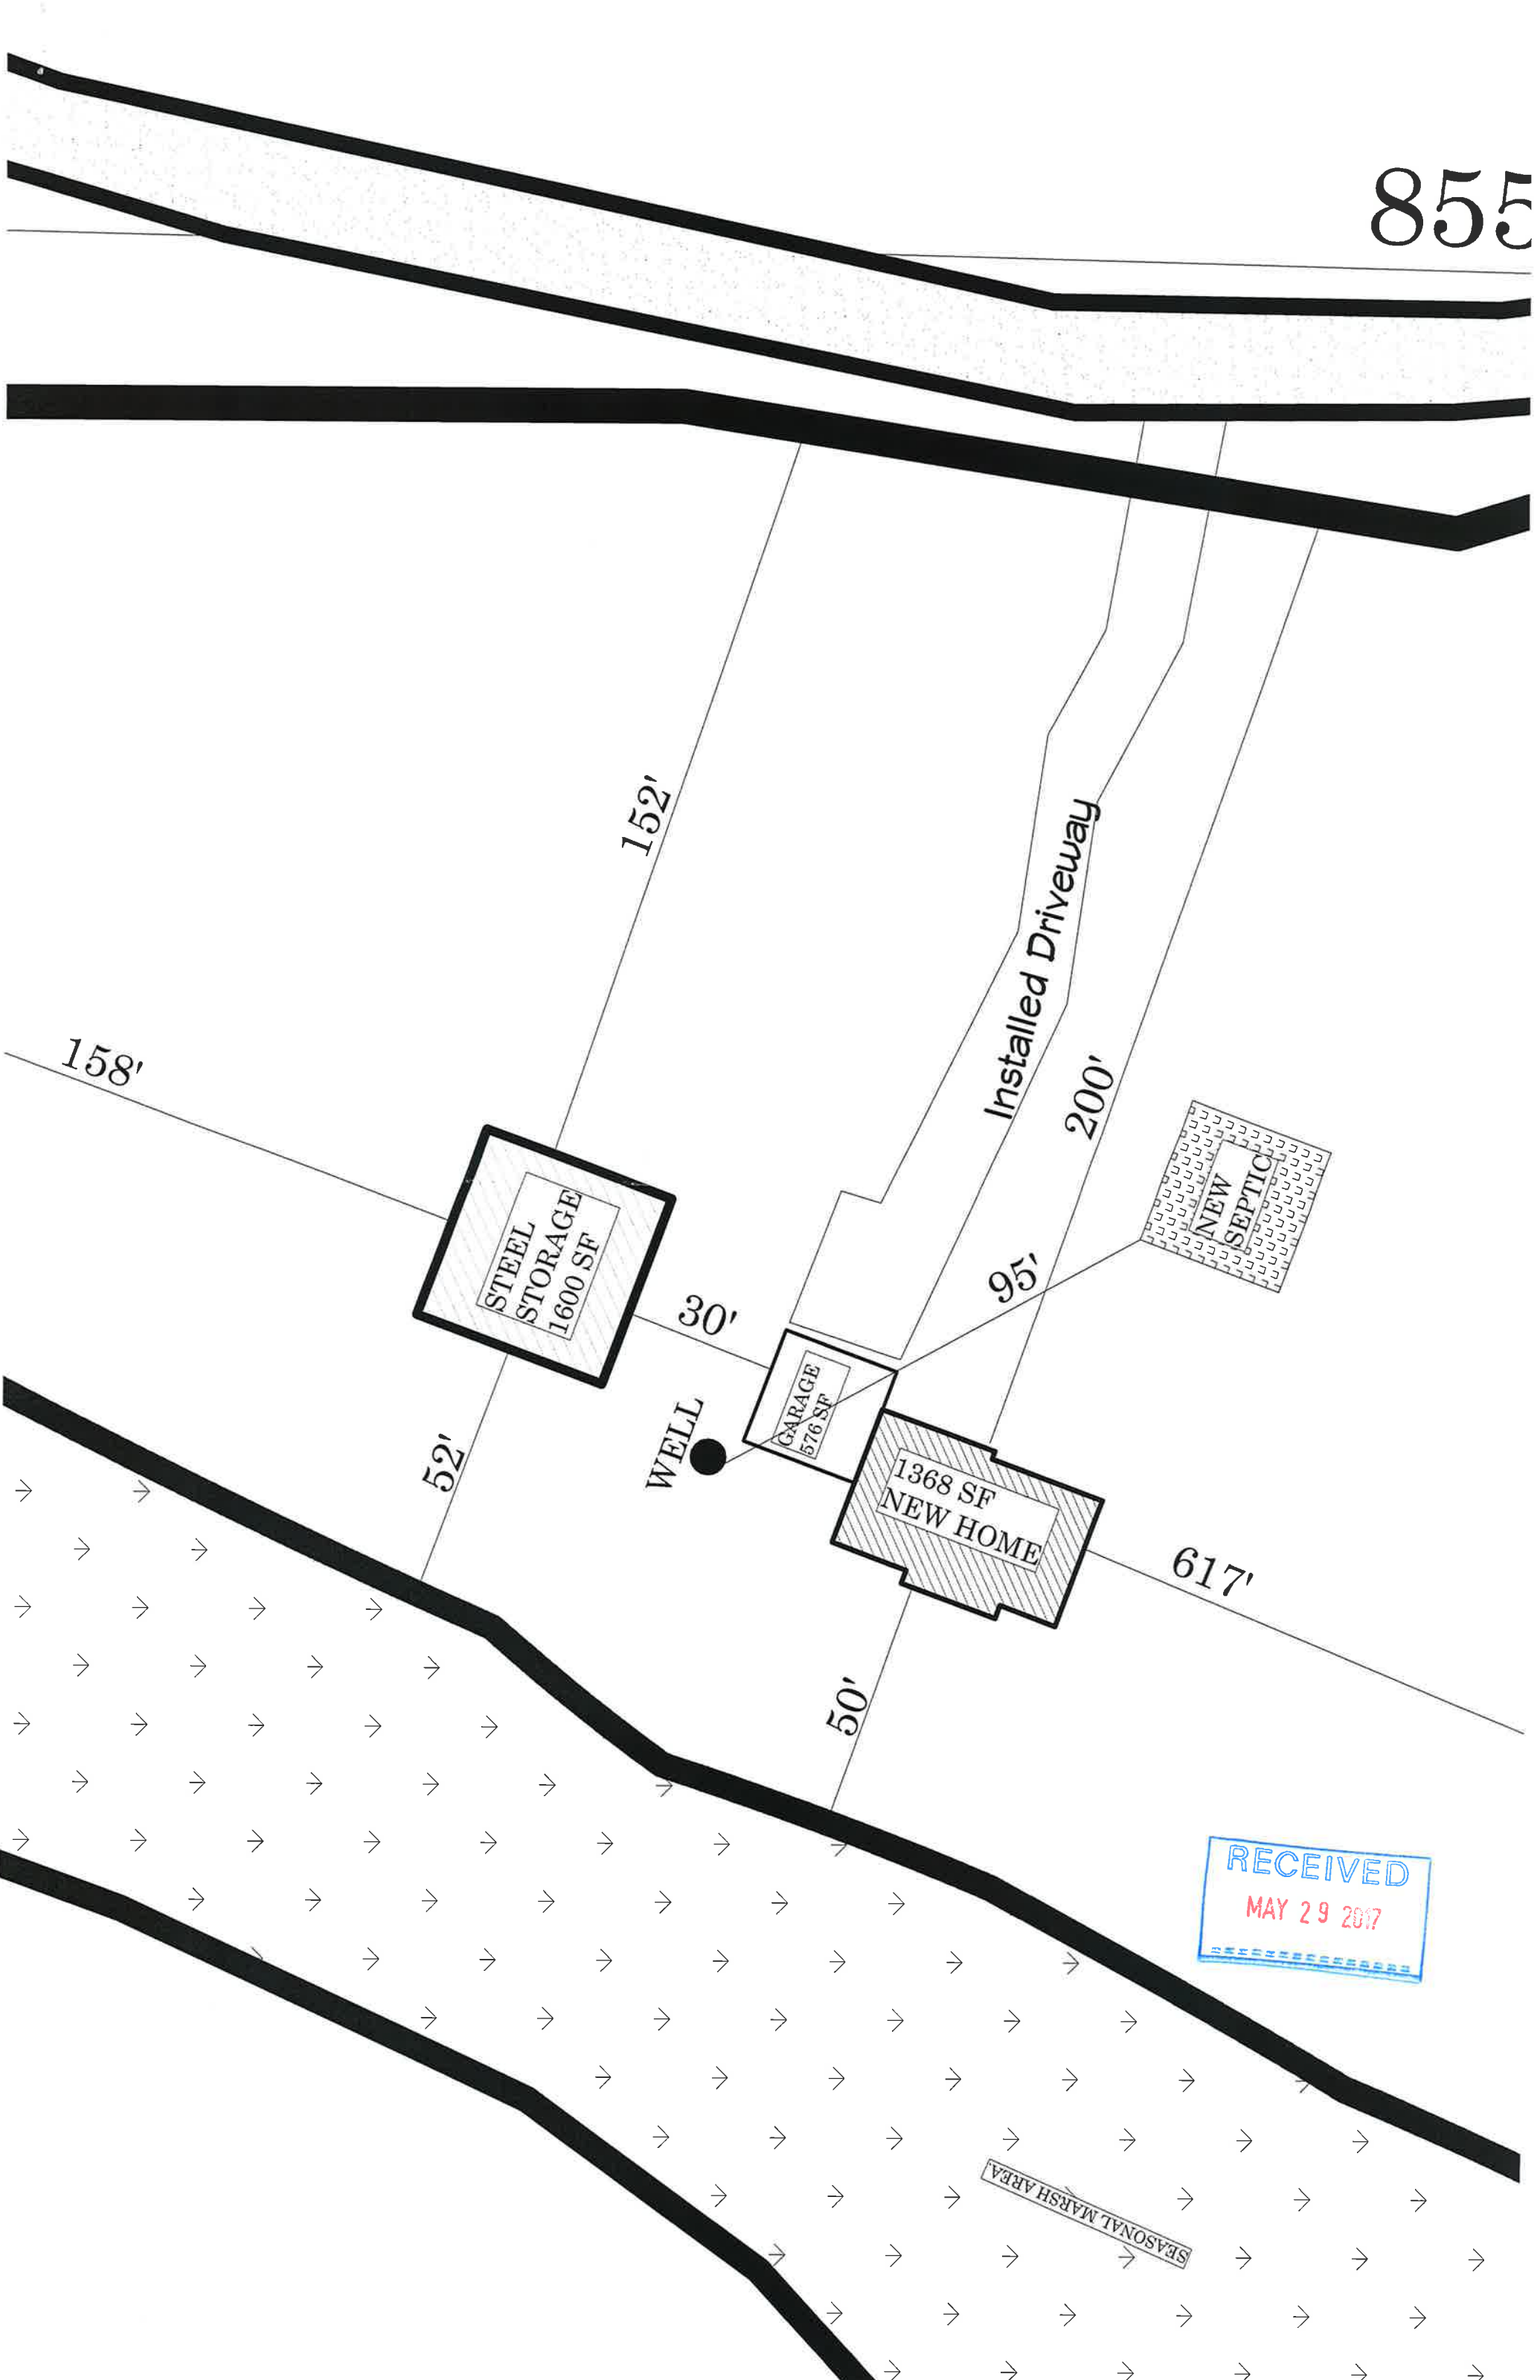 855
152'
Installed Driveway
158'
200'
NEW
SEPTIC
STEEL
STORAGE
1600 SF
95'
30'
GARAGE
576 SF
WELL
52'
1368 SF
NEW HOME
617'
50'
RECEIVED
MAY 29 2017
SEASONAL MARSH AREA.